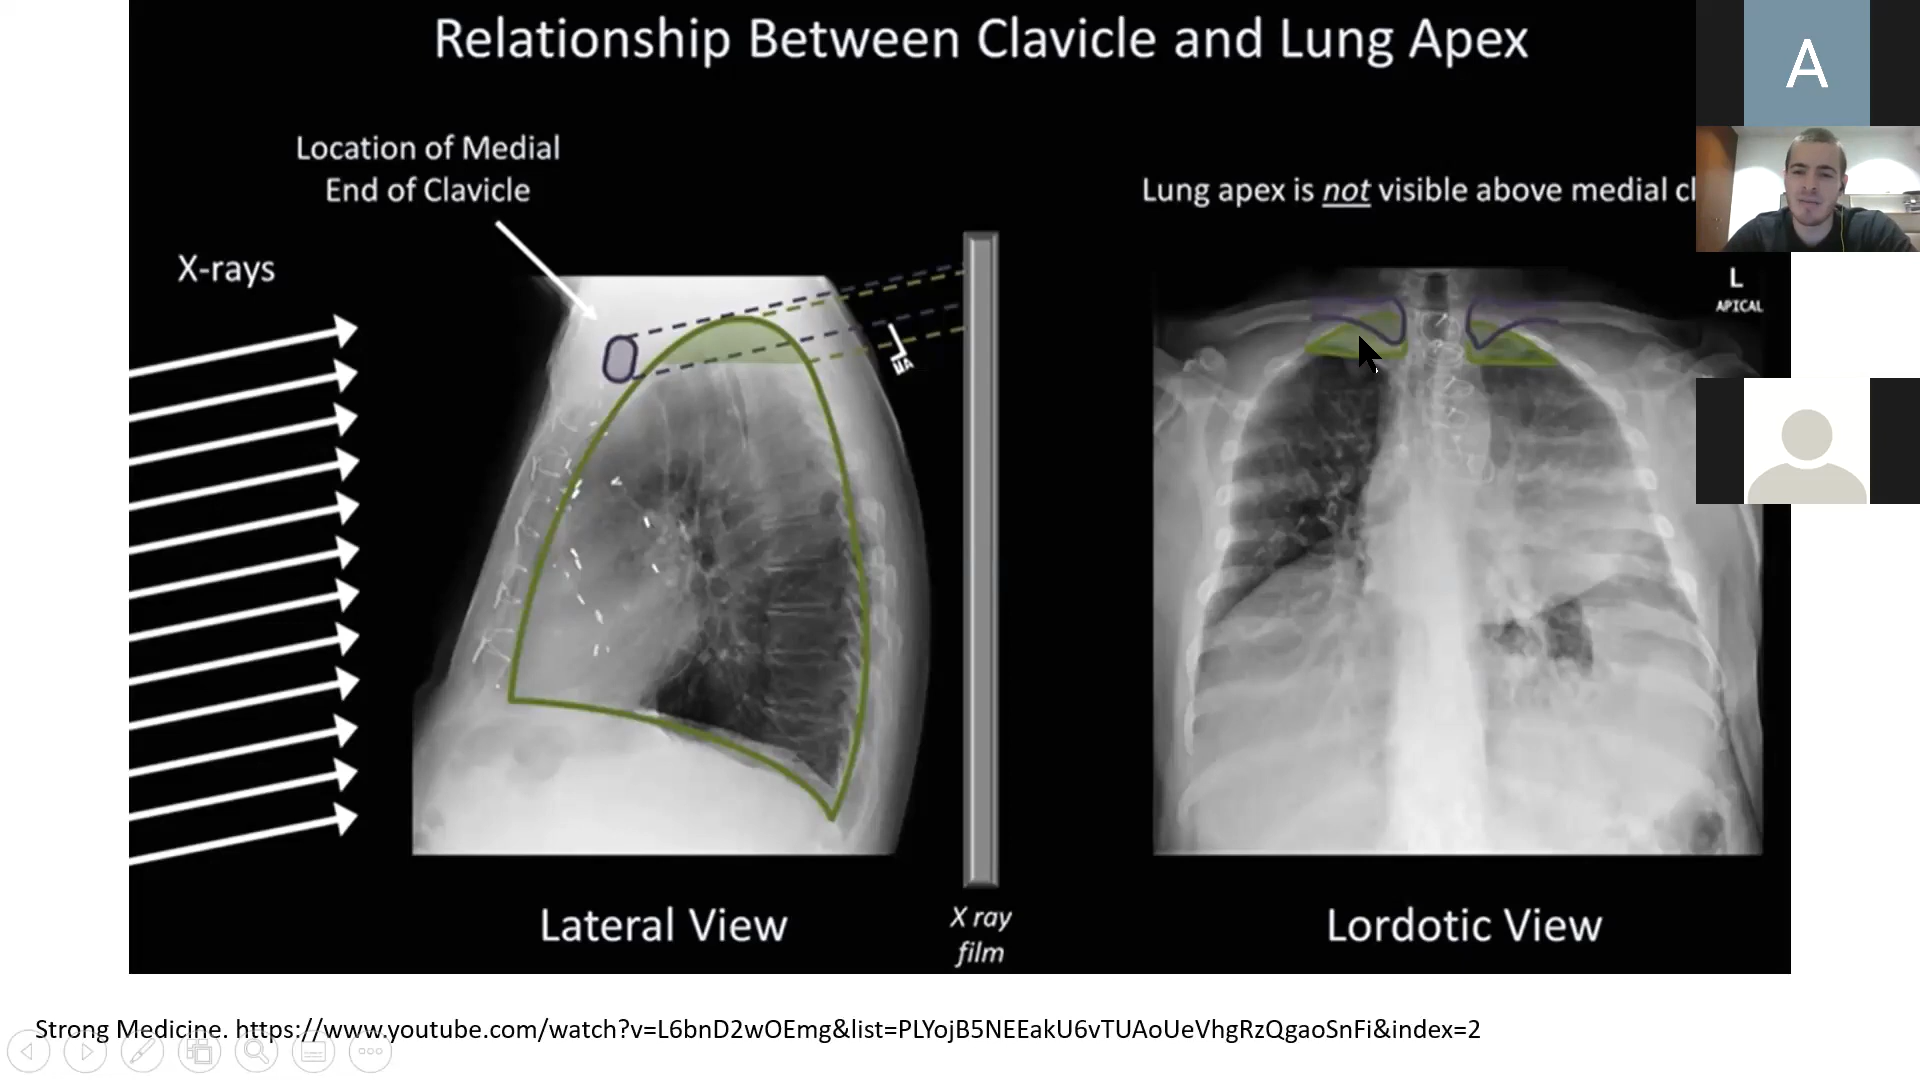 Relationship Between Clavicle and Lung Apex
A
Location of Medial
End of Clavicle
Lung apex is not visible above medial cl
X-rays
L
APICAL
Lateral View
X ray
film
Lordotic View
Strong Medicine. https://www.youtube.com/watch?v=L6bnD2wOEmg&list=PLYojB5NEEakU6vTUAoUeVhgRzQgaoSnFi&index=2